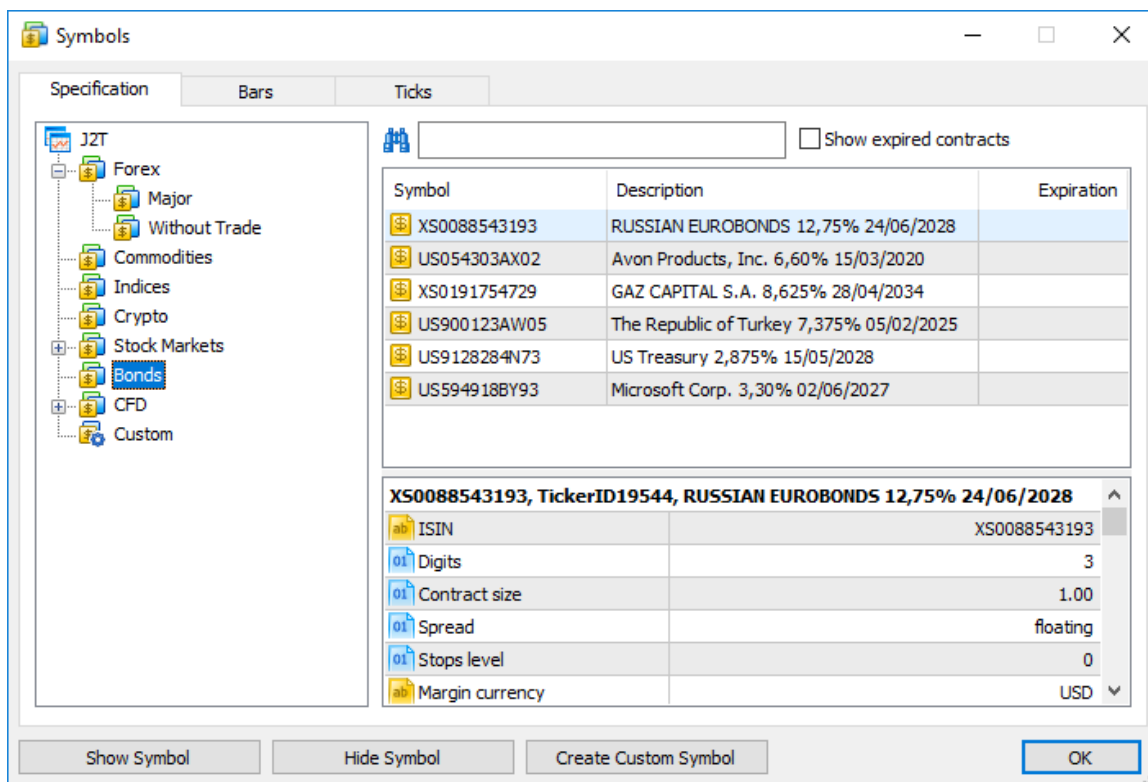 Symbols
Specification Bars Ticks
J2T
Forex
Major
Without Trade
Commodities
Indices
Crypto
Stock Markets
Bonds
CFD
Custom
Show expired contracts
Symbol Description Expiration
XS0088543193 RUSSIAN EUROBONDS 12,75% 24/06/2028
US054303AX02 Avon Products, Inc. 6,60% 15/03/2020
XS0191754729 GAZ CAPITAL S.A. 8,625% 28/04/2034
US900123AW05 The Republic of Turkey 7,375% 05/02/2025
US9128284N73 US Treasury 2,875% 15/05/2028
US594918BY93 Microsoft Corp. 3,30% 02/06/2027
XS0088543193, TickerID19544, RUSSIAN EUROBONDS 12,75% 24/06/2028
ab ISIN XS0088543193
01 Digits 3
01 Contract size 1.00
01 Spread floating
01 Stops level 0
ab Margin currency USD
Show Symbol Hide Symbol Create Custom Symbol OK